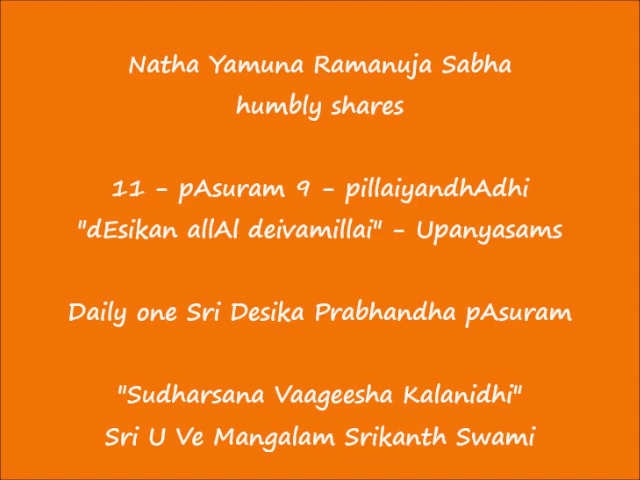 Natha Yamuna Ramanuja Sabha
humbly shares
11 - pAsuram 9 - pillaiyandhAdhi
"dEsikan allAl deivamillai" - Upanyasams
Daily one Sri Desika Prabhandha pAsuram
"Sudharsana Vaageesha Kalanidhi"
Sri U Ve Mangalam Srikanth Swami